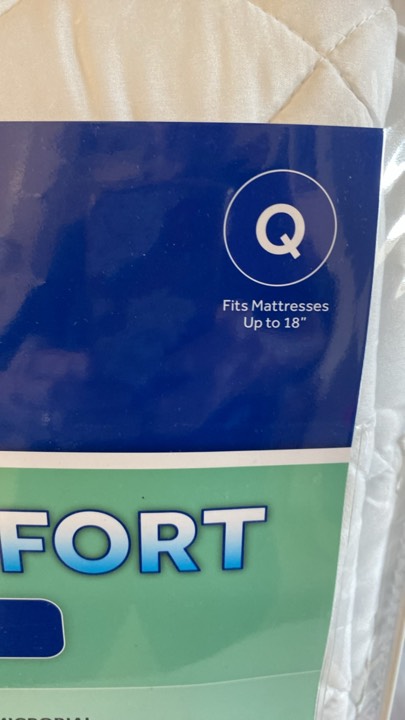 Q
Fits Mattresses
Up to 18"
FORT